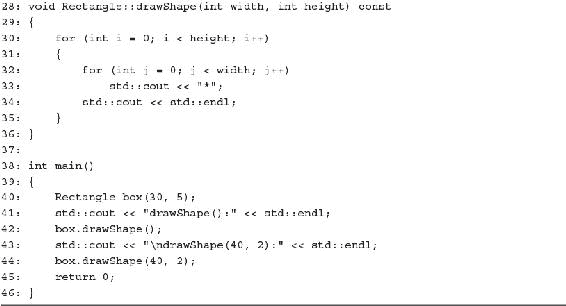 28: void Rectangle::drawShape(int width, int height) const
29: {
30:     for (int i = 0; i < height; i++)
31:     {
32:         for (int j = 0; j < width; j++)
33:             std::cout << "*";
34:         std::cout << std::endl;
35:     }
36: }
37:
38: int main()
39: {
40:     Rectangle box(30, 5);
41:     std::cout << "drawShape():" << std::endl;
42:     box.drawShape();
43:     std::cout << "\ndrawShape(40, 2):" << std::endl;
44:     box.drawShape(40, 2);
45:     return 0;
46: }